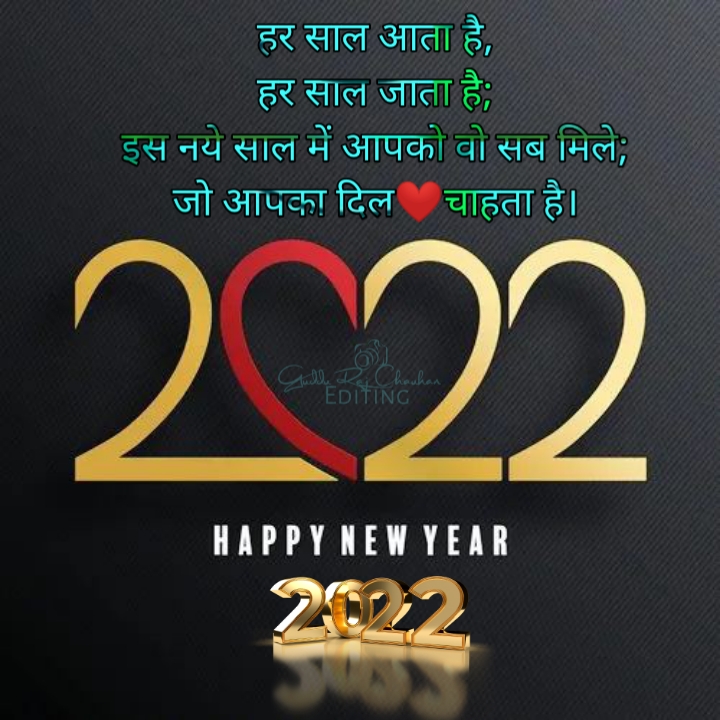 हर साल आता है,
हर साल जाता है;
इस नये साल में आपको वो सब मिले;
जो आपका दिल❤️चाहता है।
2022
Guddu Raj Chauhan
EDITING
HAPPY NEW YEAR
2022